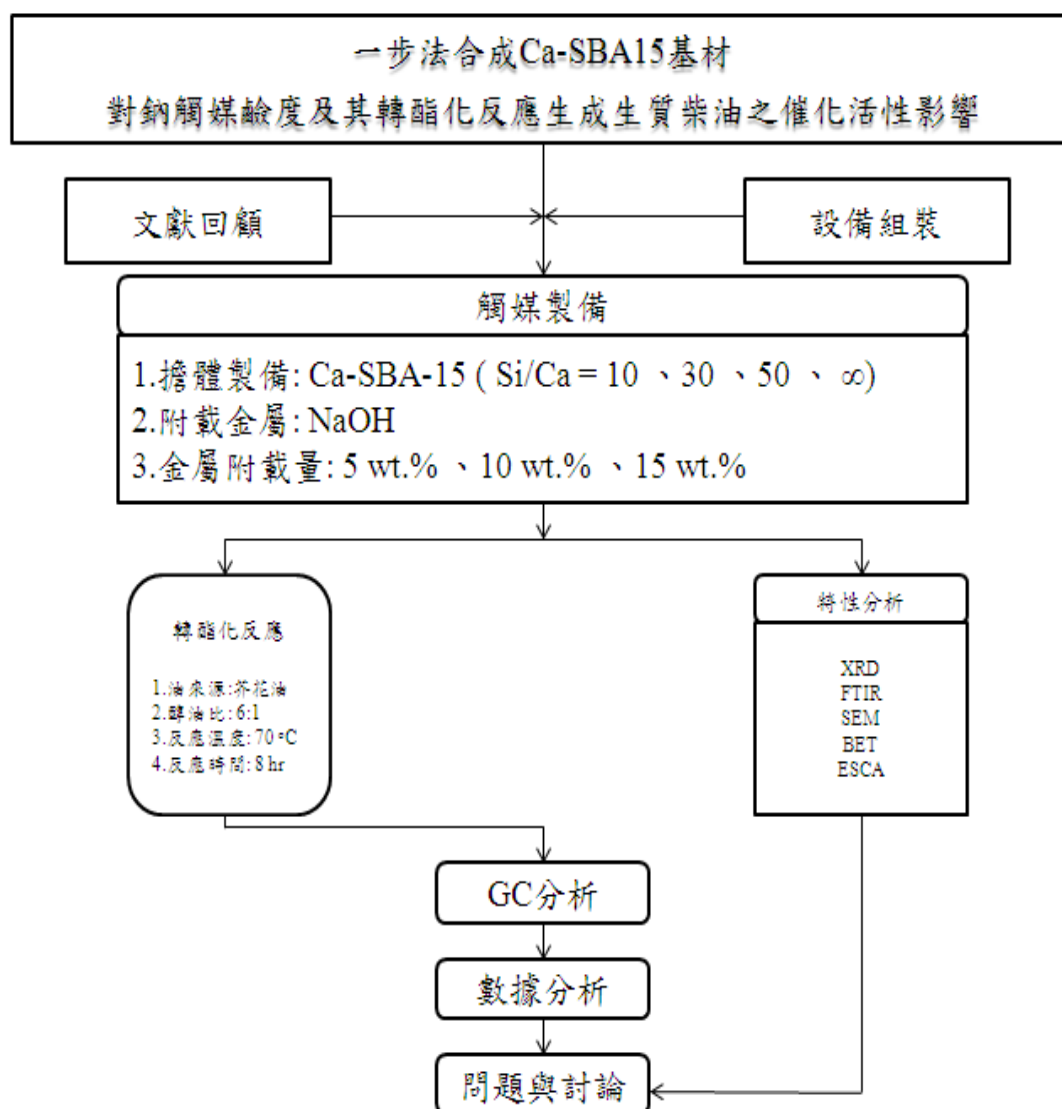 一步法合成Ca-SBA15基材
對鈉觸媒鹼度及其轉酯化反應生成生質柴油之催化活性影響
文獻回顧
設備組裝
觸媒製備
1.擔體製備: Ca-SBA-15 ( Si/Ca = 10 、30 、50 、 ∞)
2.附載金屬: NaOH
3.金屬附載量: 5 wt.% 、10 wt.% 、15 wt.%
轉酯化反應
1.油來源:芥花油
2.醇油比: 6:1
3.反應溫度: 70 °C
4.反應時間: 8 hr
特性分析
XRD
FTIR
SEM
BET
ESCA
GC分析
數據分析
問題與討論